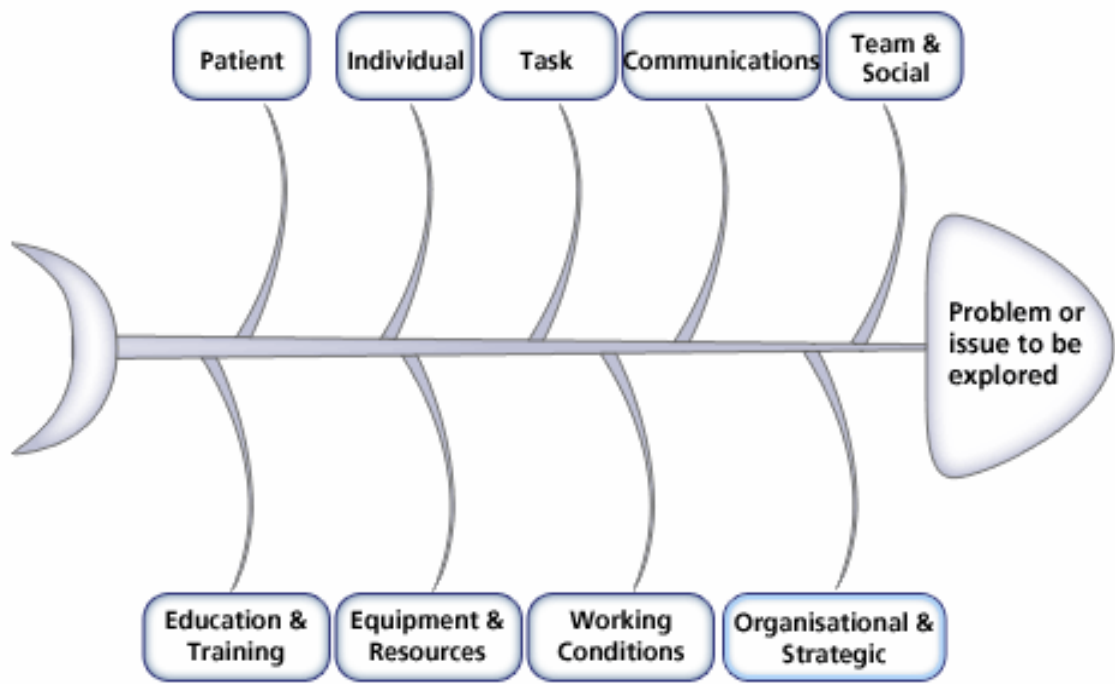 Patient
Individual
Task
Communications
Team &
Social
Problem or
issue to be
explored
Education &
Training
Equipment &
Resources
Working
Conditions
Organisational &
Strategic